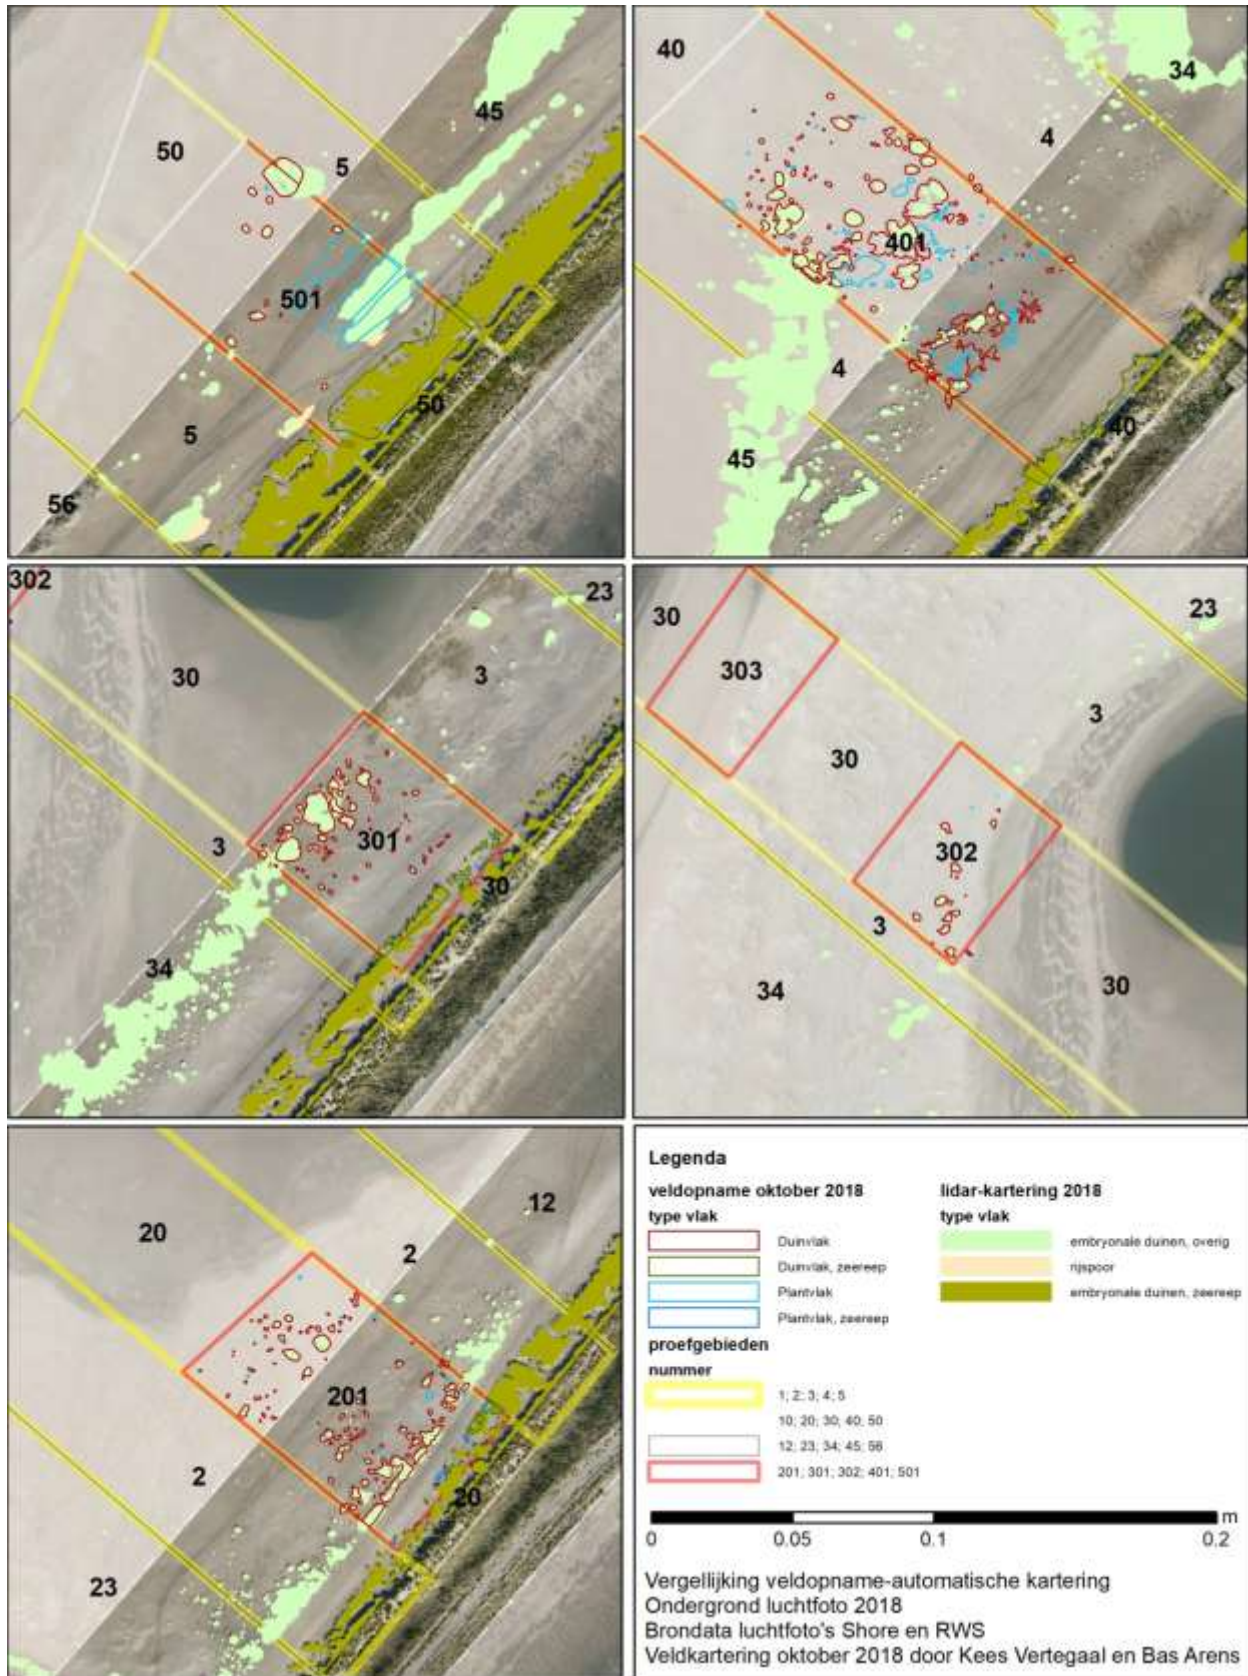 50
5
45
501
5
50
56
40
34
4
401
4
45
40
302
30
23
3
301
3
30
34
30
23
303
3
30
302
3
34
30
20
12
2
201
2
20
23
Legenda
veldopname oktober 2018
type vlak
Duinvlak
Duinvlak, zeereep
Plantvlak
Plantvlak, zeereep
proefgebieden
nummer
1; 2; 3; 4; 5
10; 20; 30; 40; 50
12; 23; 34; 45; 56
201; 301; 302; 401; 501
lidar-kartering 2018
type vlak
embryonale duinen, overig
rijspoor
embryonale duinen, zeereep
m
0 0.05 0.1 0.2
Vergelijking veldopname-automatische kartering
Ondergrond luchtfoto 2018
Brondata luchtfoto's Shore en RWS
Veldkartering oktober 2018 door Kees Vertegaal en Bas Arens